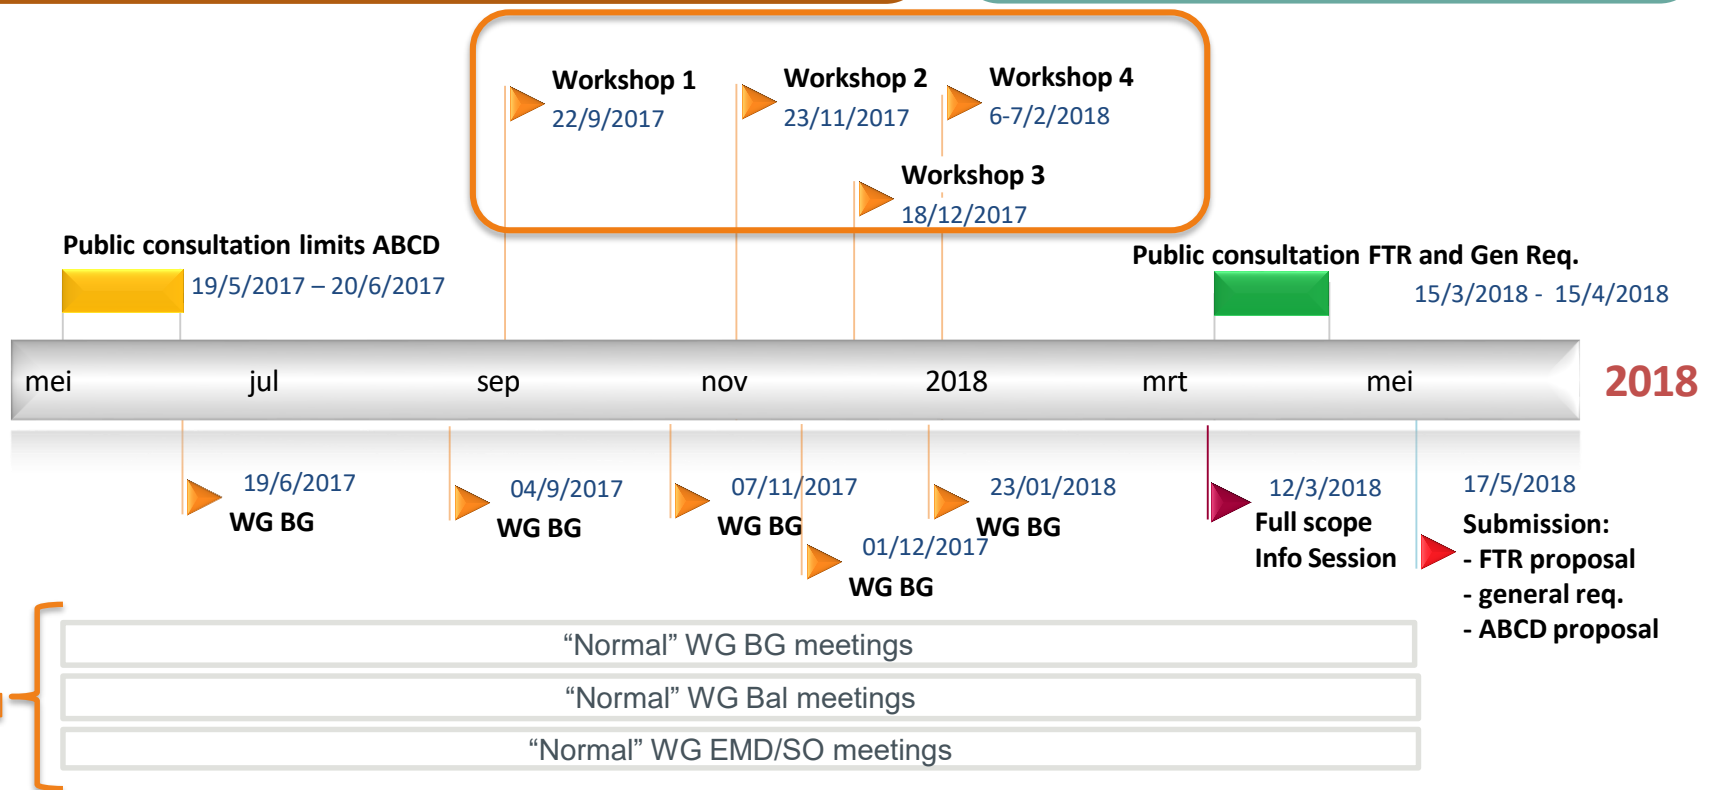 Workshop 1
22/9/2017
Workshop 2
23/11/2017
Workshop 4
6-7/2/2018
Workshop 3
18/12/2017
Public consultation limits ABCD
19/5/2017 – 20/6/2017
Public consultation FTR and Gen Req.
15/3/2018 - 15/4/2018
mei jul sep nov 2018 mrt mei
2018
19/6/2017
WG BG
04/9/2017
WG BG
07/11/2017
WG BG
01/12/2017
WG BG
23/01/2018
WG BG
12/3/2018
Full scope
Info Session
17/5/2018
Submission:
- FTR proposal
- general req.
- ABCD proposal
“Normal” WG BG meetings
“Normal” WG Bal meetings
“Normal” WG EMD/SO meetings